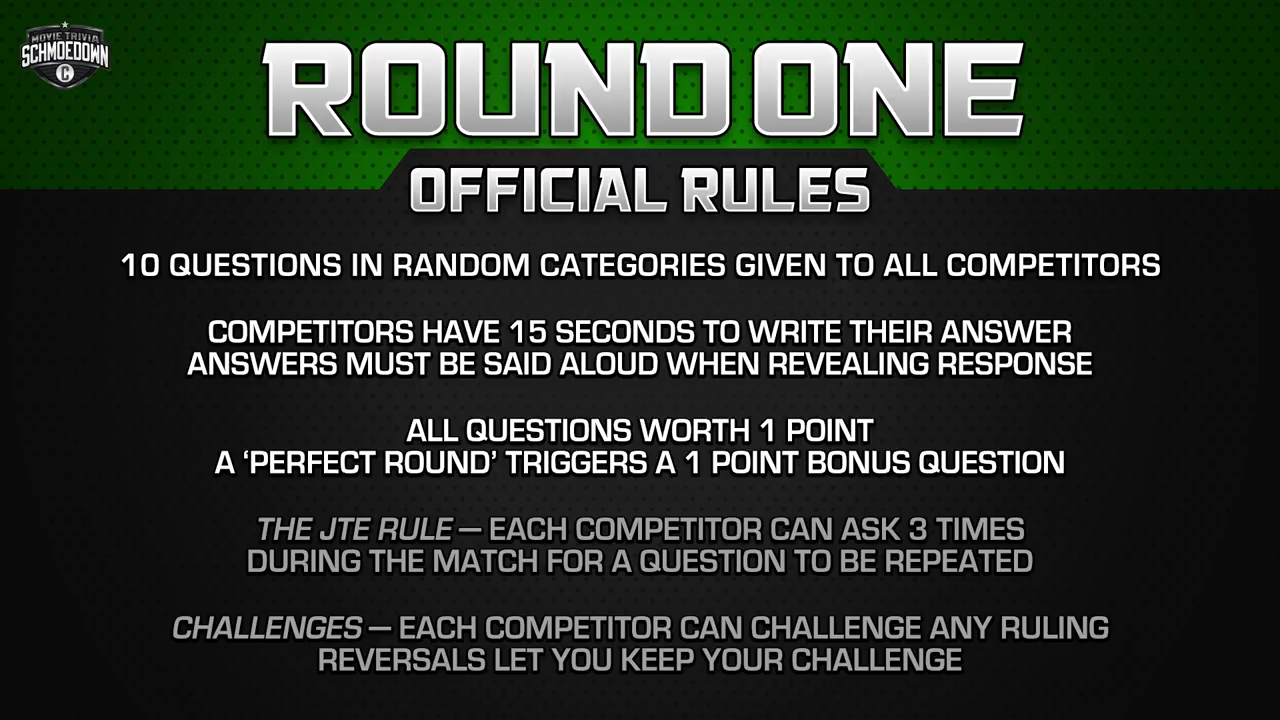 MOVIE TRIVIA
SCHMOEDOWN
C
ROUND ONE
OFFICIAL RULES
10 QUESTIONS IN RANDOM CATEGORIES GIVEN TO ALL COMPETITORS
COMPETITORS HAVE 15 SECONDS TO WRITE THEIR ANSWER
ANSWERS MUST BE SAID ALOUD WHEN REVEALING RESPONSE
ALL QUESTIONS WORTH 1 POINT
A ‘PERFECT ROUND’ TRIGGERS A 1 POINT BONUS QUESTION
THE JTE RULE – EACH COMPETITOR CAN ASK 3 TIMES
DURING THE MATCH FOR A QUESTION TO BE REPEATED
CHALLENGES – EACH COMPETITOR CAN CHALLENGE ANY RULING
REVERSALS LET YOU KEEP YOUR CHALLENGE